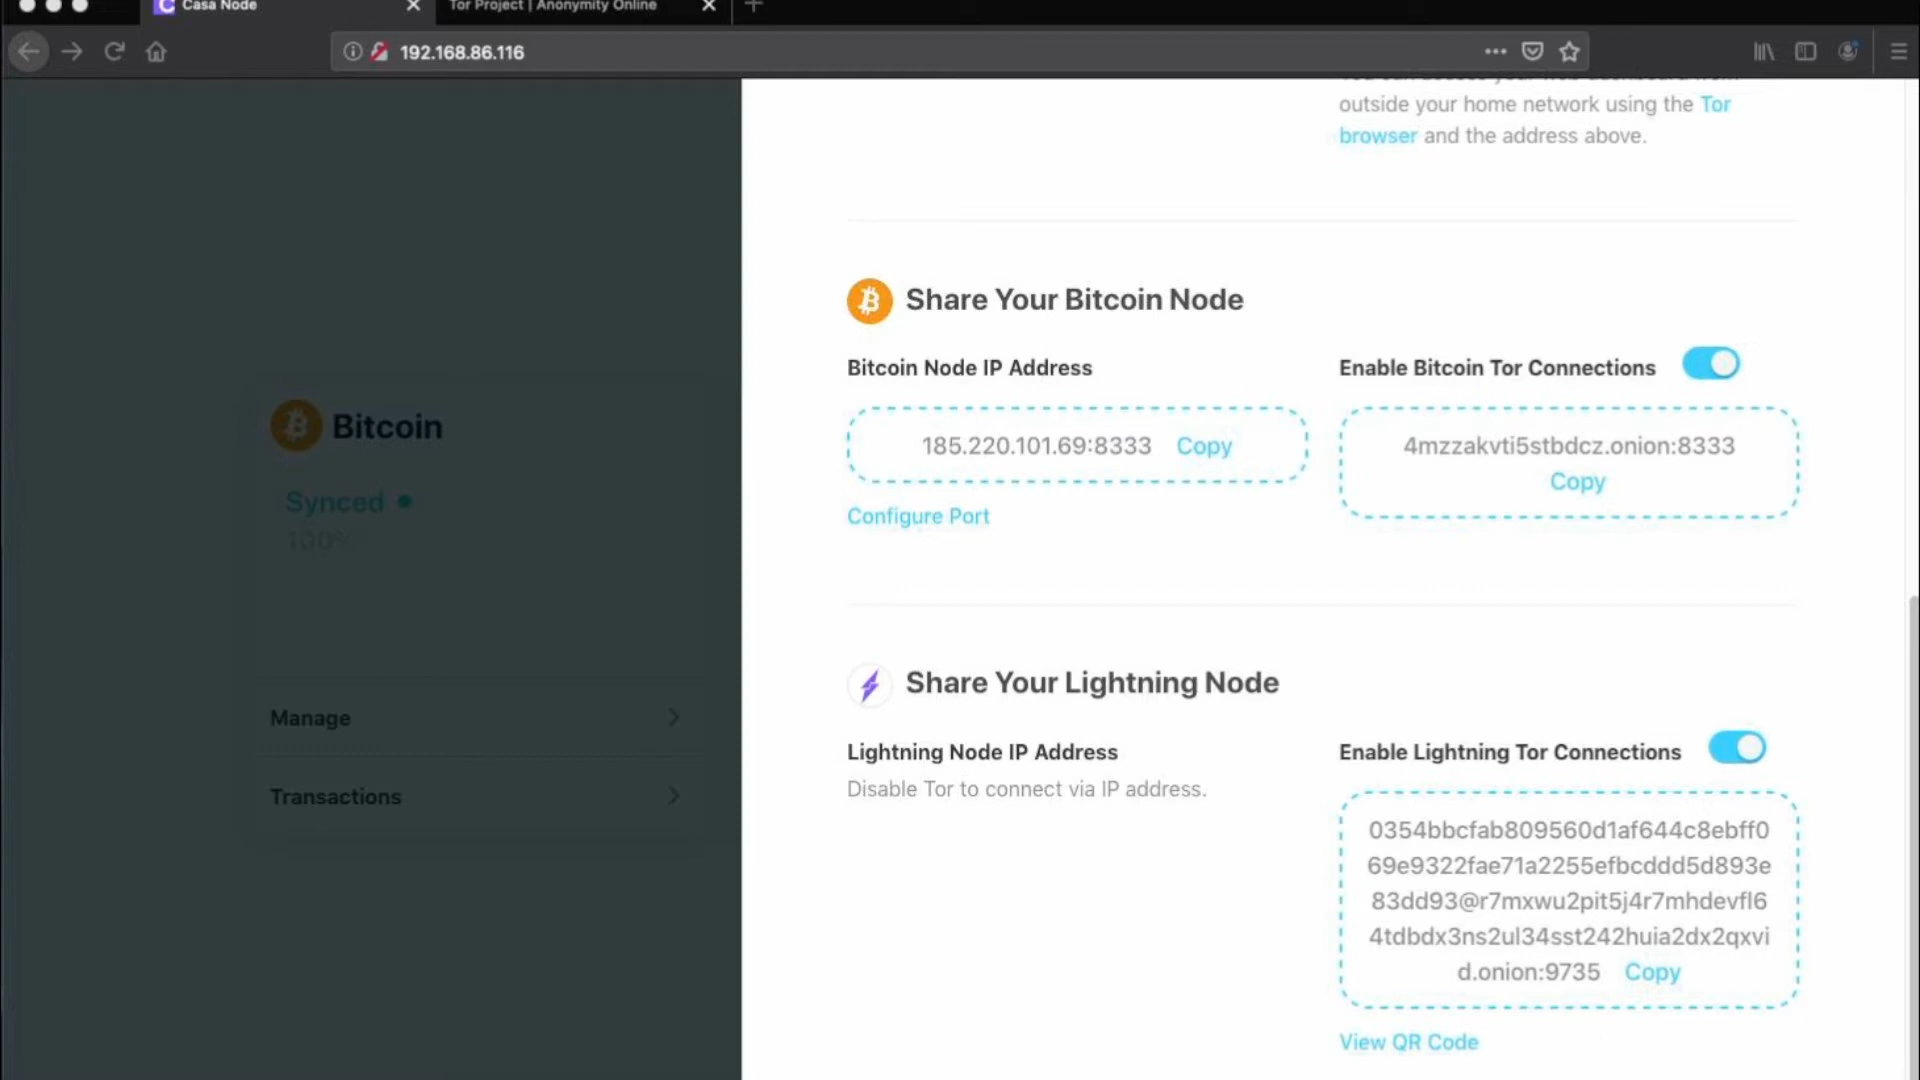 Casa Node
Tor Project | Anonymity Online
192.168.86.116
outside your home network using the Tor
browser and the address above.
Share Your Bitcoin Node
Bitcoin Node IP Address
185.220.101.69:8333 Copy
Configure Port
Enable Bitcoin Tor Connections
4mzzakvti5stbdcz.onion:8333
Copy
Bitcoin
Synced
100%
Manage
Transactions
Share Your Lightning Node
Lightning Node IP Address
Disable Tor to connect via IP address.
Enable Lightning Tor Connections
0354bbcfab809560d1af644c8ebff0
69e9322fae71a2255efbcddd5d893e
83dd93@r7mxwu2pit5j4r7mhdevfl6
4tdbdx3ns2ul34sst242huia2dx2qxvi
d.onion:9735 Copy
View QR Code